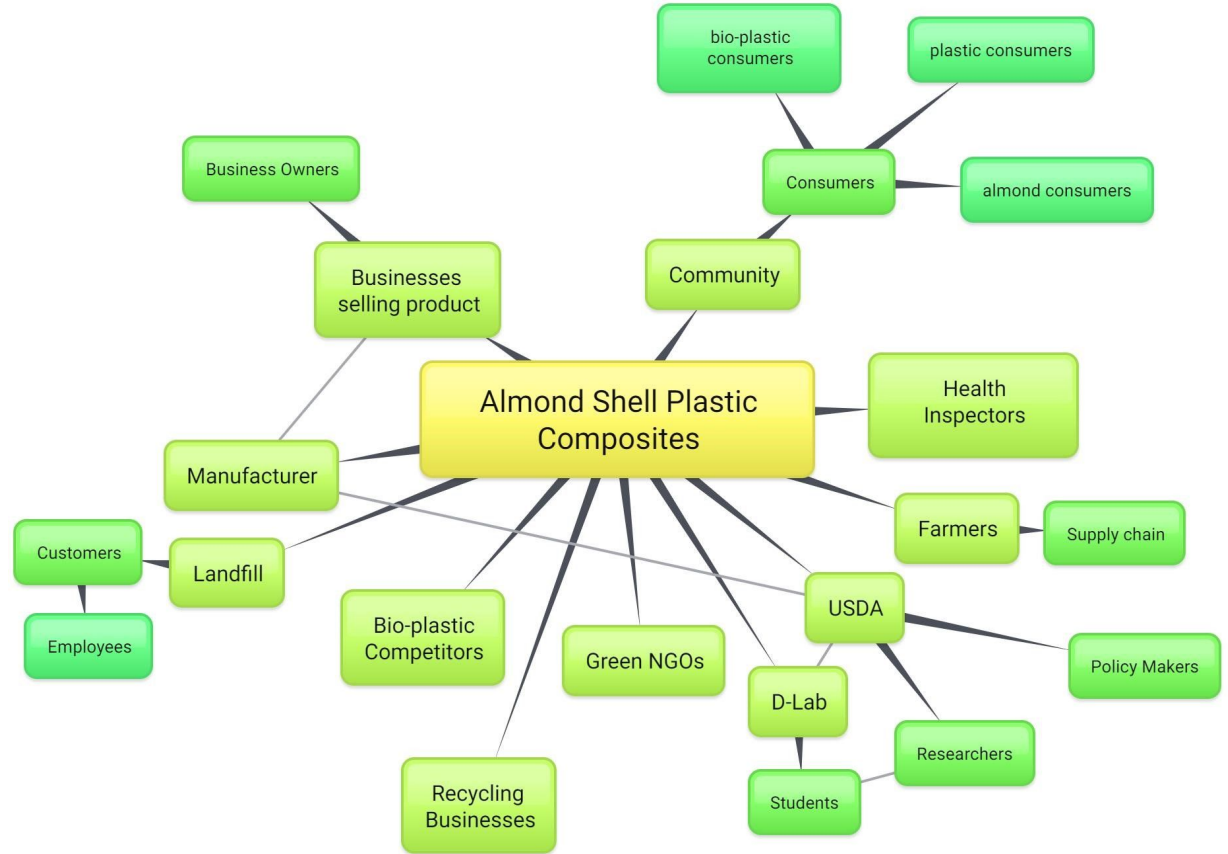 bio-plastic
consumers
plastic consumers
Business Owners
Consumers
almond consumers
Businesses
selling product
Community
Almond Shell Plastic
Composites
Health
Inspectors
Manufacturer
Farmers
Supply chain
Customers
Landfill
USDA
Bio-plastic
Competitors
Employees
Green NGOs
Policy Makers
D-Lab
Researchers
Recycling
Businesses
Students